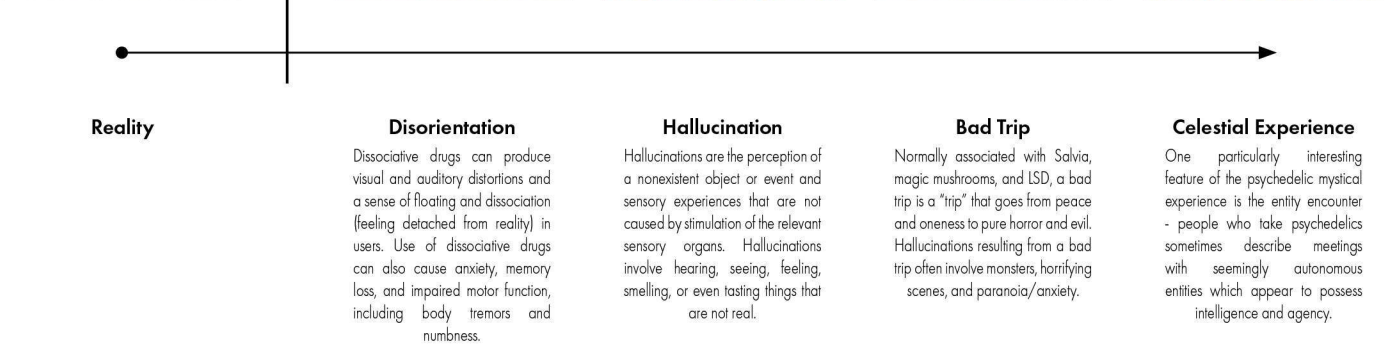 Reality
Disorientation
Dissociative drugs can produce
visual and auditory distortions and
a sense of floating and dissociation
(feeling detached from reality) in
users. Use of dissociative drugs
can also cause anxiety, memory
loss, and impaired motor function,
including body tremors and
numbness.
Hallucination
Hallucinations are the perception of
a nonexistent object or event and
sensory experiences that are not
caused by stimulation of the relevant
sensory organs. Hallucinations
involve hearing, seeing, feeling,
smelling, or even tasting things that
are not real.
Bad Trip
Normally associated with Salvia,
magic mushrooms, and LSD, a bad
trip is a “trip” that goes from peace
and oneness to pure horror and evil.
Hallucinations resulting from a bad
trip often involve monsters, horrifying
scenes, and paranoia/anxiety.
Celestial Experience
One particularly interesting
feature of the psychedelic mystical
experience is the entity encounter
- people who take psychedelics
sometimes describe meetings
with seemingly autonomous
entities which appear to possess
intelligence and agency.